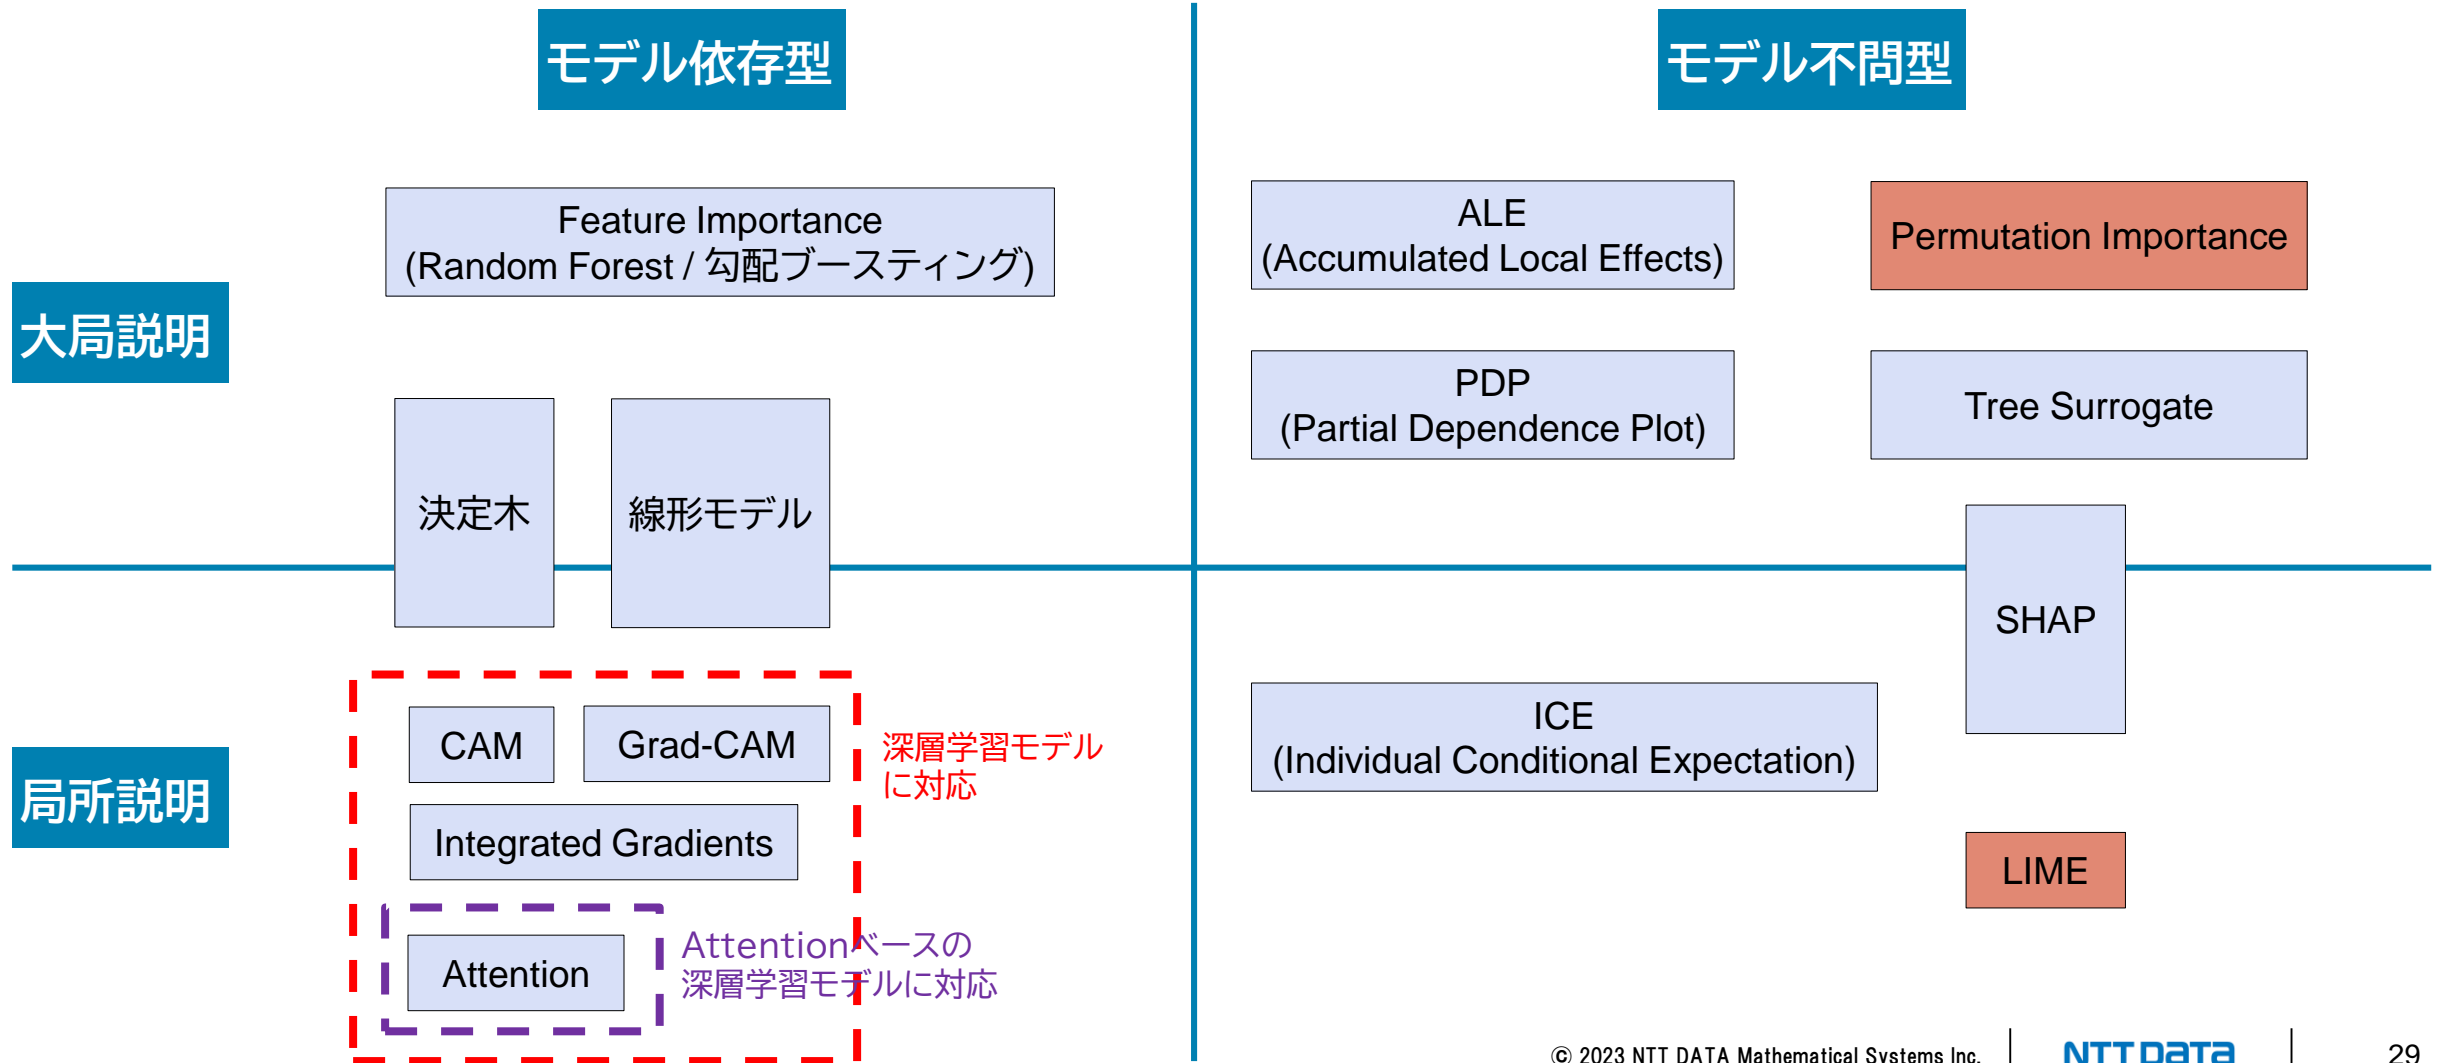 モデル依存型
モデル不問型
大局説明
Feature Importance
(Random Forest / 勾配ブースティング)
ALE
(Accumulated Local Effects)
Permutation Importance
PDP
(Partial Dependence Plot)
Tree Surrogate
決定木
線形モデル
SHAP
局所説明
CAM
Grad-CAM
深層学習モデル
に対応
Integrated Gradients
Attention
Attentionベースの
深層学習モデルに対応
ICE
(Individual Conditional Expectation)
LIME
© 2023 NTT DATA Mathematical Systems Inc.
NTT DATA
29